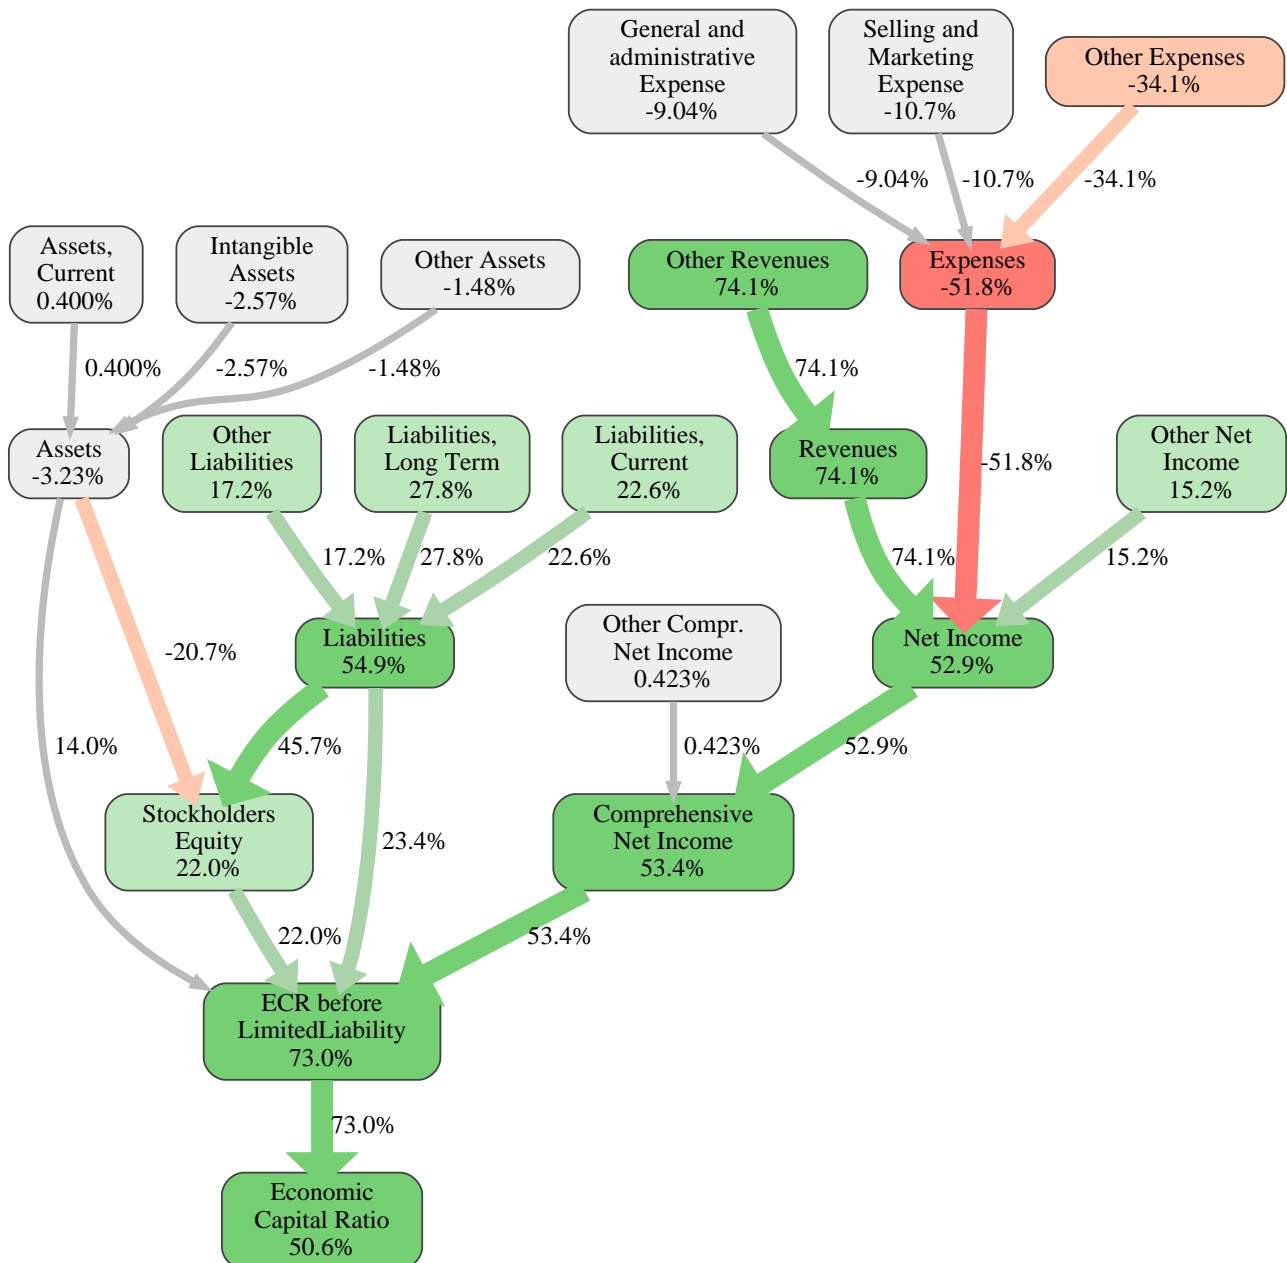 General and
administrative
Expense
-9.04%
Selling and
Marketing
Expense
-10.7%
Other Expenses
-34.1%
-9.04%
-10.7%
-34.1%
Assets,
Current
0.400%
Intangible
Assets
-2.57%
Other Assets
-1.48%
Other Revenues
74.1%
Expenses
-51.8%
0.400%
-2.57%
-1.48%
74.1%
Assets
-3.23%
Other
Liabilities
17.2%
Liabilities,
Long Term
27.8%
Liabilities,
Current
22.6%
Revenues
74.1%
-51.8%
Other Net
Income
15.2%
17.2%
27.8%
22.6%
74.1%
15.2%
-20.7%
Liabilities
54.9%
Other Compr.
Net Income
0.423%
Net Income
52.9%
14.0%
45.7%
0.423%
52.9%
Stockholders
Equity
22.0%
23.4%
Comprehensive
Net Income
53.4%
22.0%
53.4%
ECR before
LimitedLiability
73.0%
73.0%
Economic
Capital Ratio
50.6%